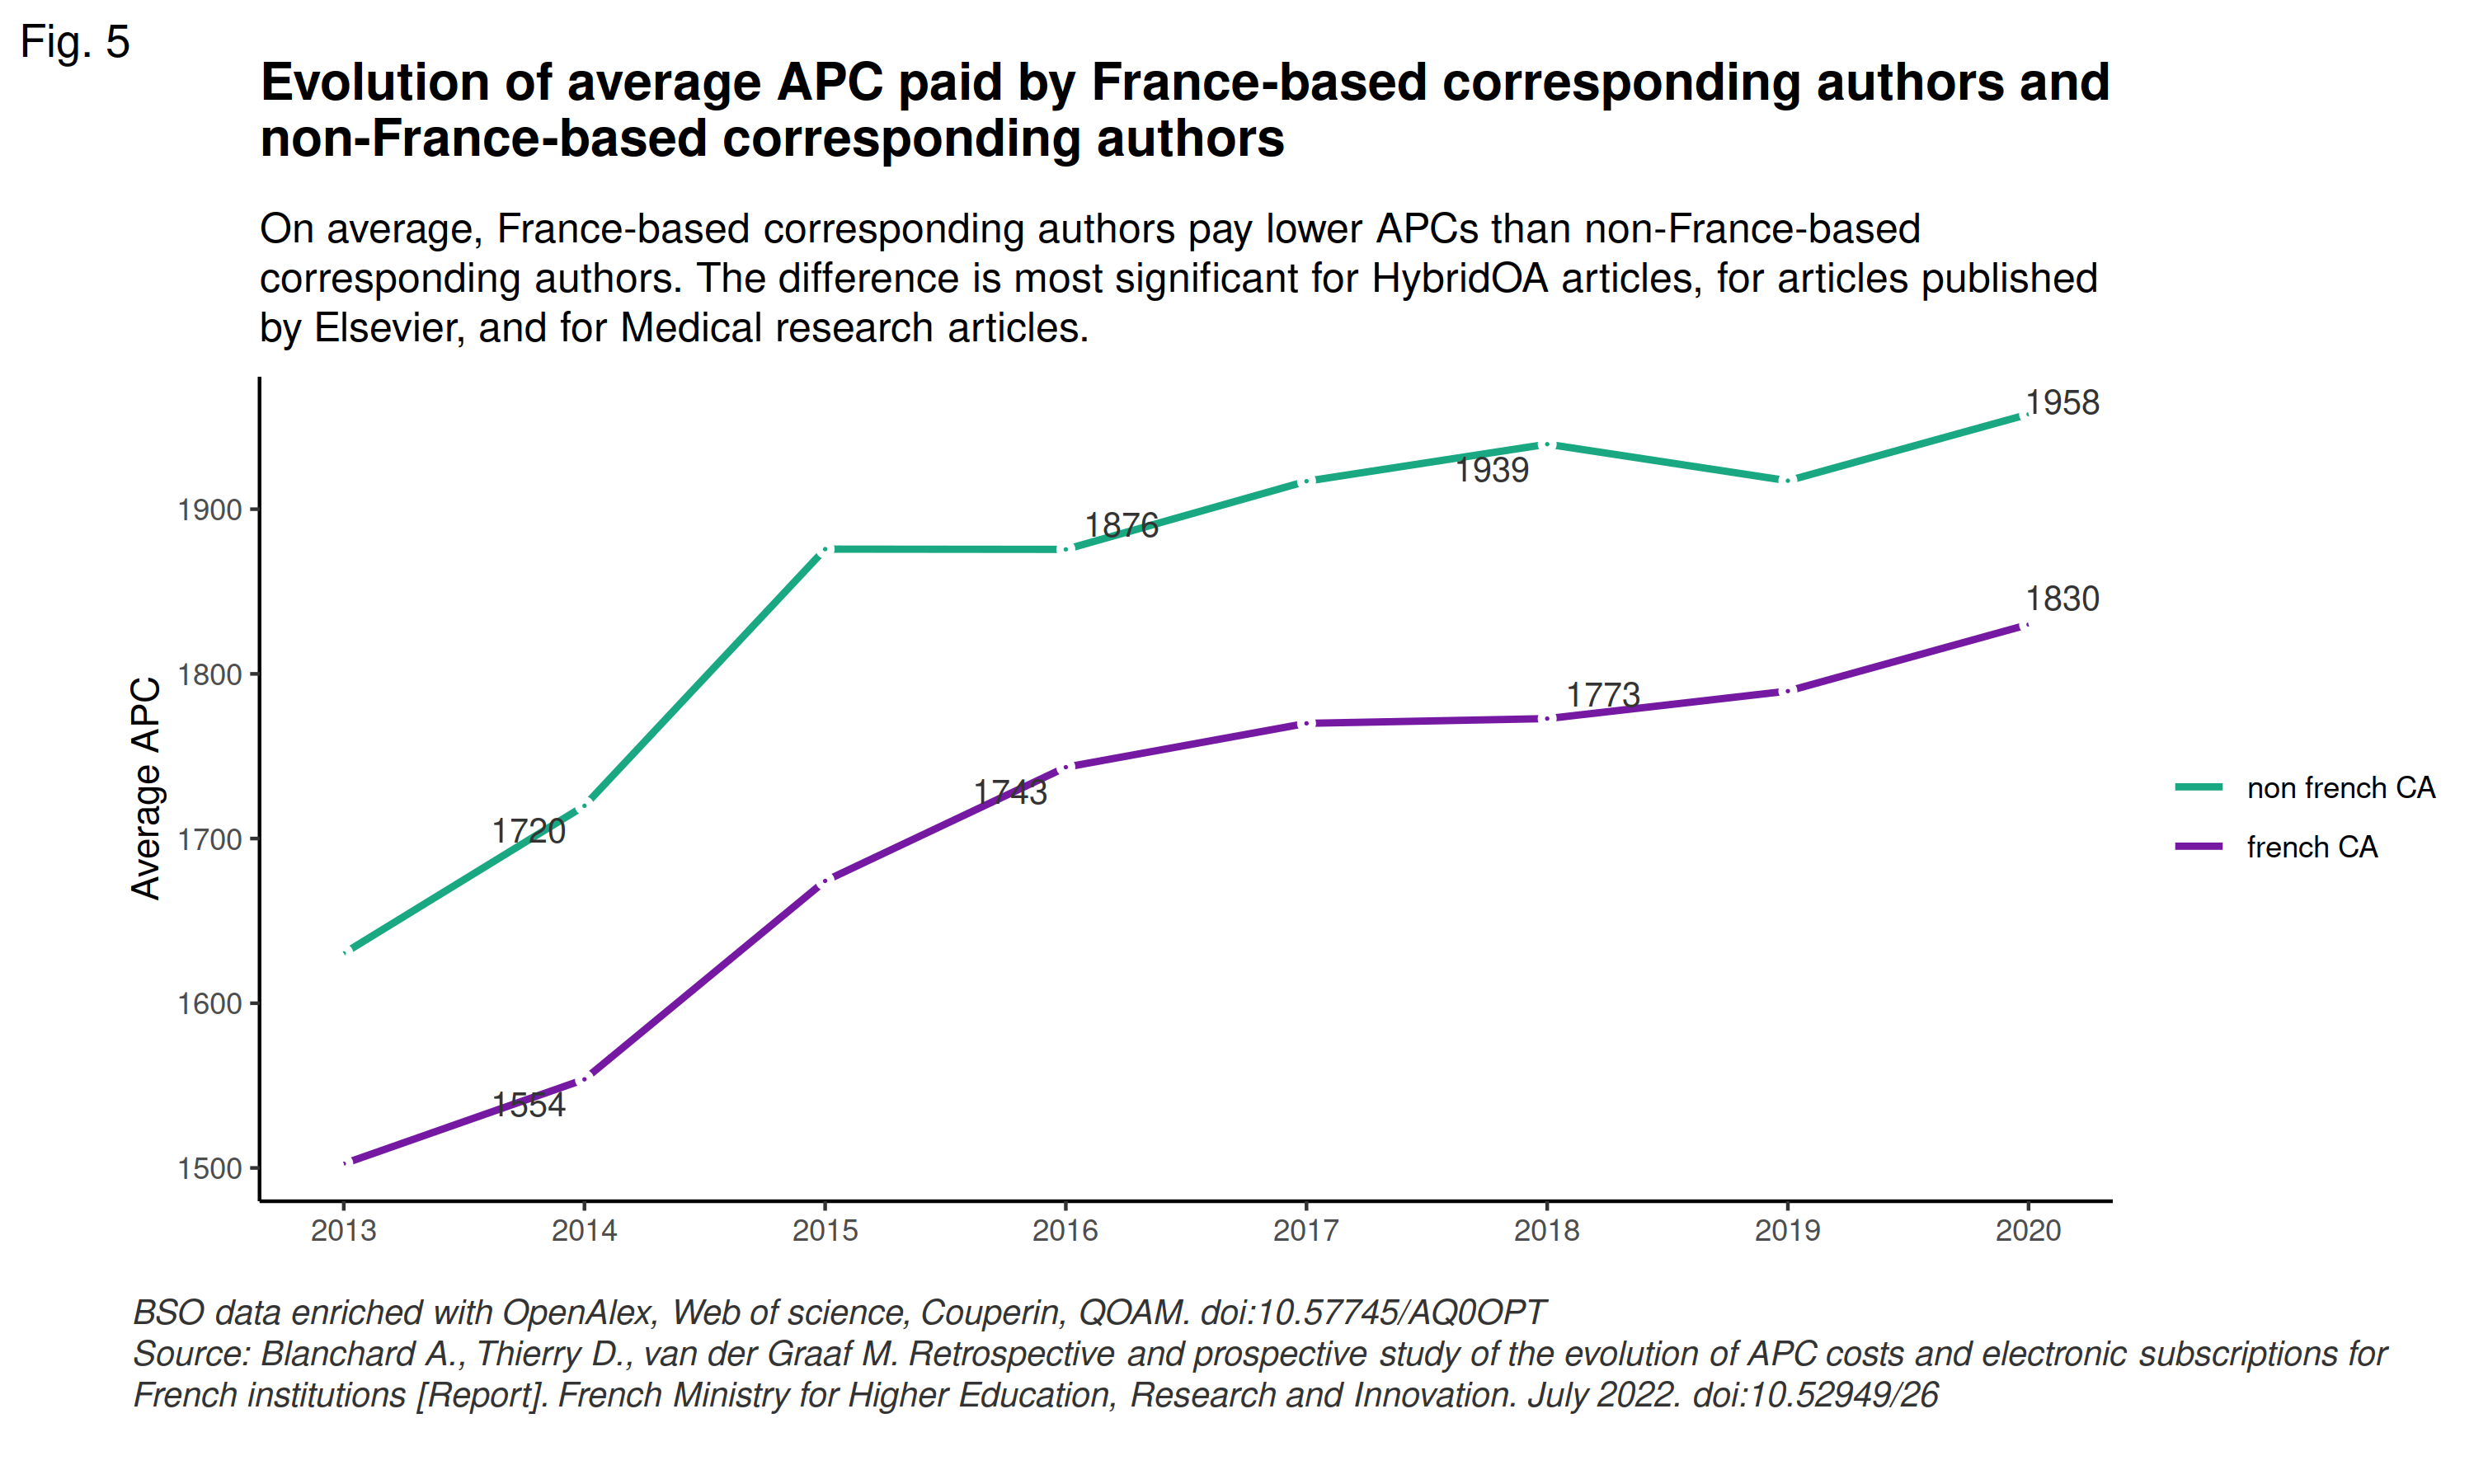 Fig. 5
Evolution of average APC paid by France-based corresponding authors and
non-France-based corresponding authors
On average, France-based corresponding authors pay lower APCs than non-France-based
corresponding authors. The difference is most significant for HybridOA articles, for articles published
by Elsevier, and for Medical research articles.
1958
1939
1900
1876
1830
1800
1773
Average APC
1743
non french CA
1720
1700
french CA
1600
1554
1500
2013 2014 2015 2016 2017 2018 2019 2020
BSO data enriched with OpenAlex, Web of science, Couperin, QOAM. doi:10.57745/AQ0OPT
Source: Blanchard A., Thierry D., van der Graaf M. Retrospective and prospective study of the evolution of APC costs and electronic subscriptions for
French institutions [Report]. French Ministry for Higher Education, Research and Innovation. July 2022. doi:10.52949/26